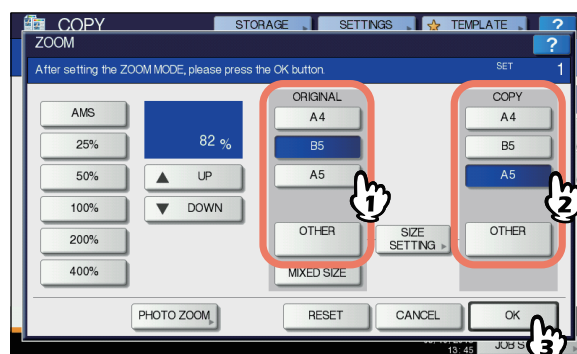 COPY
STORAGE
SETTINGS
TEMPLATE
?
ZOOM
?
After setting the ZOOM MODE, please press the OK button.
SET 1
ORIGINAL
COPY
AMS
25%
50%
100%
200%
400%
82 %
UP
DOWN
A4
B5
A5
OTHER
MIXED SIZE
SIZE
SETTING
A4
B5
A5
OTHER
1
2
PHOTO ZOOM
RESET
CANCEL
OK
3
13:45